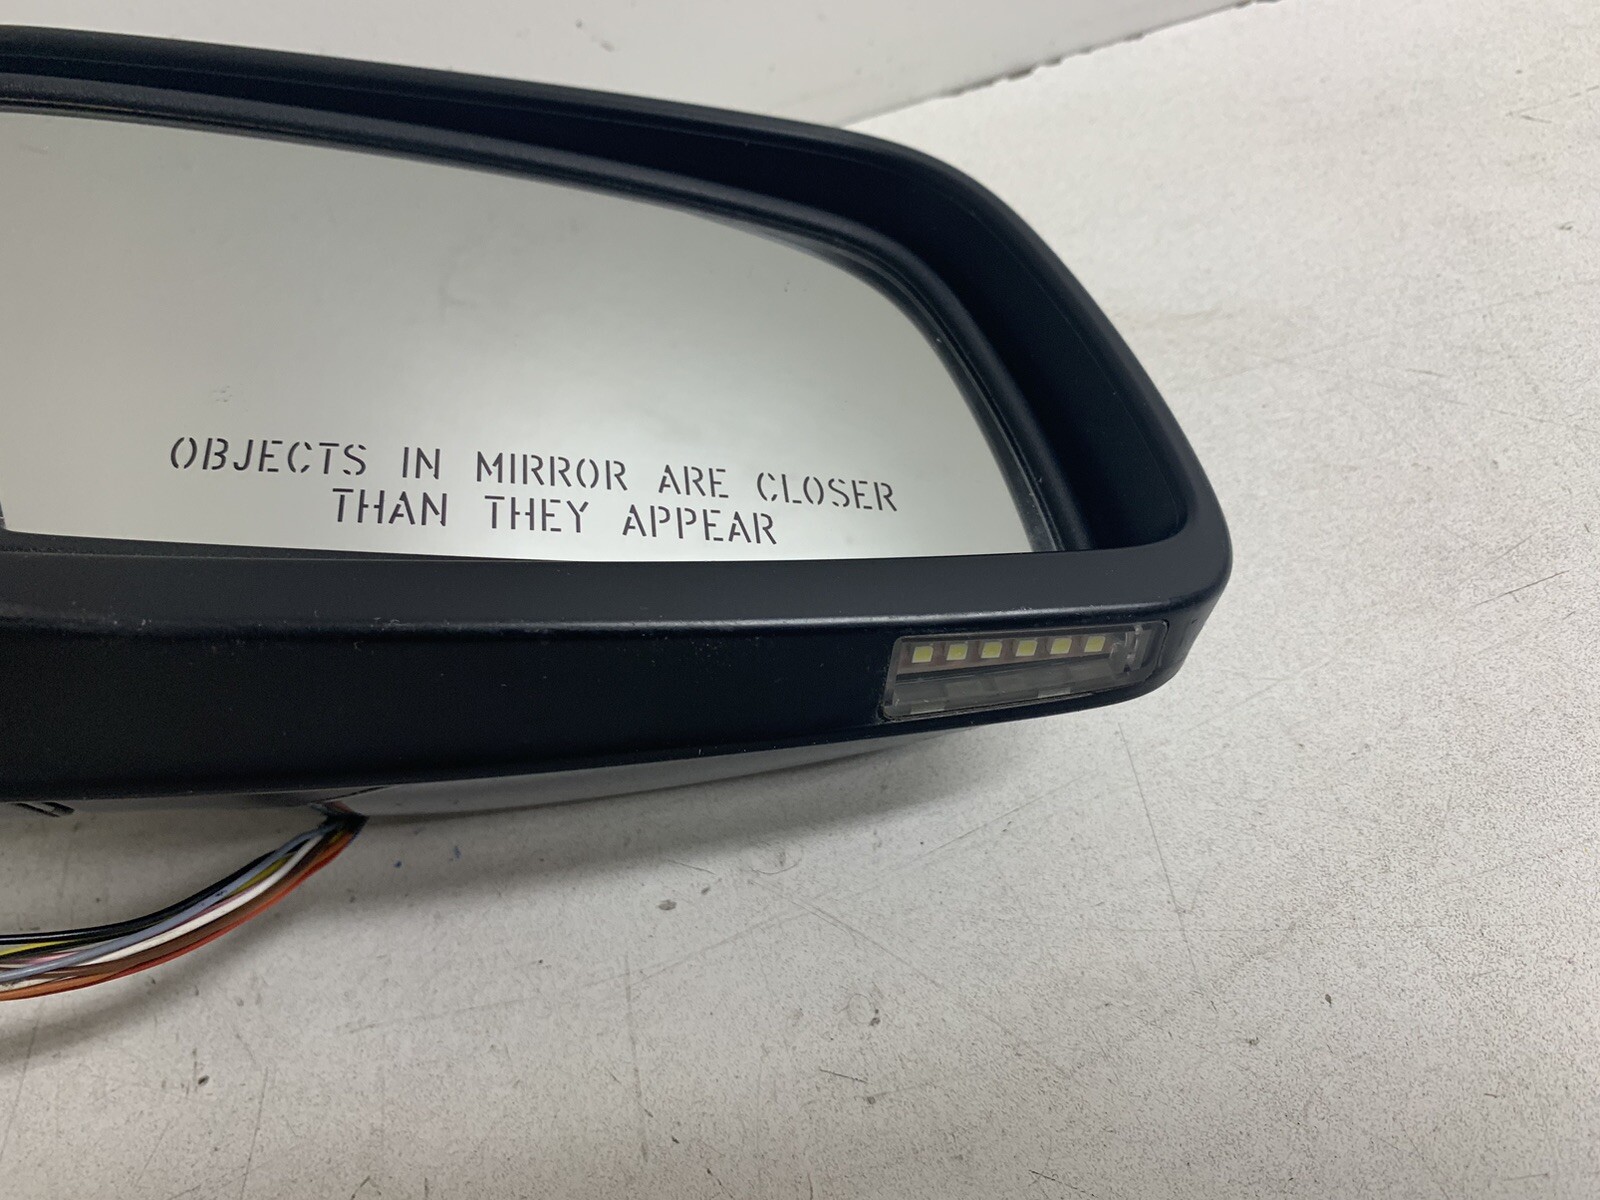 OBJECTS IN MIRROR ARE CLOSER
THAN THEY APPEAR